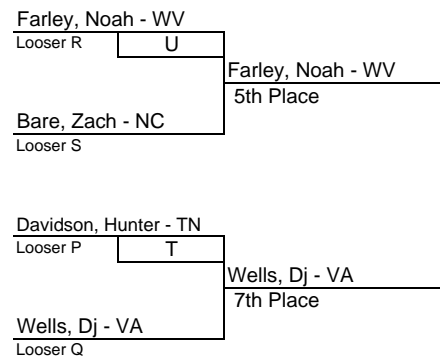 Farley, Noah - WV
Looser R
U
Farley, Noah - WV
5th Place
Bare, Zach - NC
Looser S
Davidson, Hunter - TN
Looser P
T
Wells, Dj - VA
7th Place
Wells, Dj - VA
Looser Q